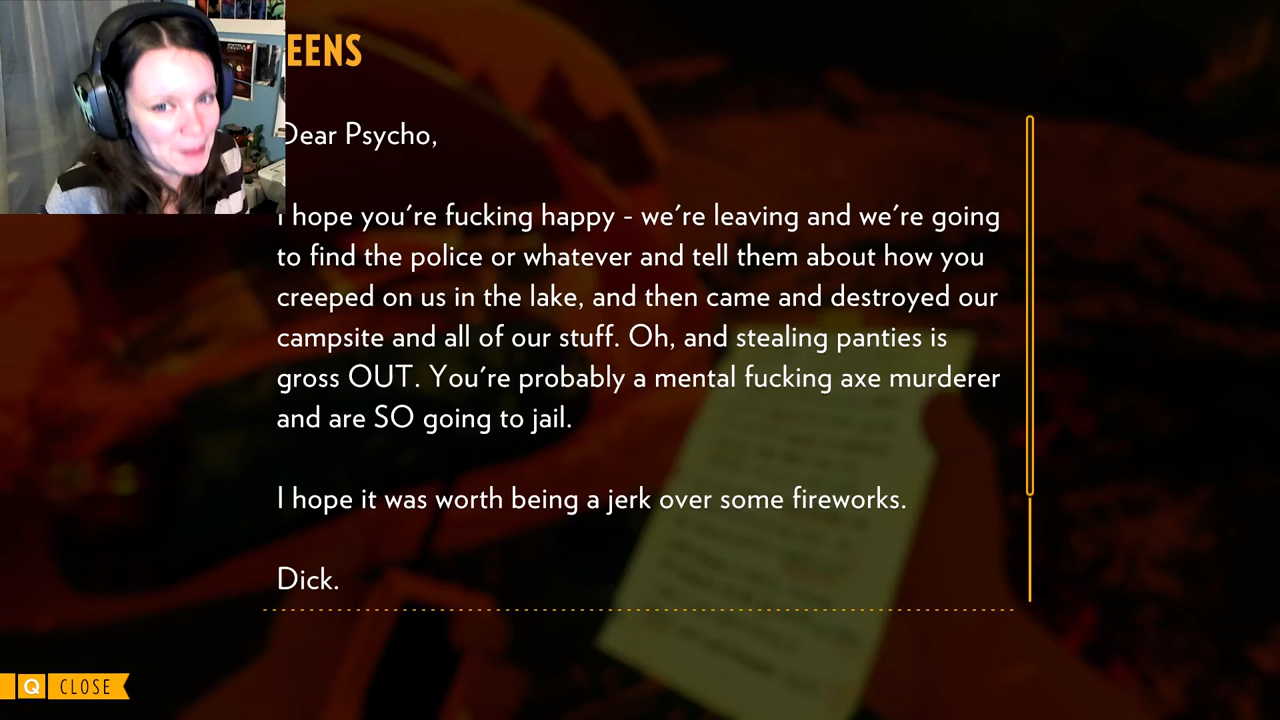 EENS
Dear Psycho,
I hope you're fucking happy - we're leaving and we're going
to find the police or whatever and tell them about how you
creeped on us in the lake, and then came and destroyed our
campsite and all of our stuff. Oh, and stealing panties is
gross OUT. You're probably a mental fucking axe murderer
and are SO going to jail.
I hope it was worth being a jerk over some fireworks.
Dick.
Q CLOSE